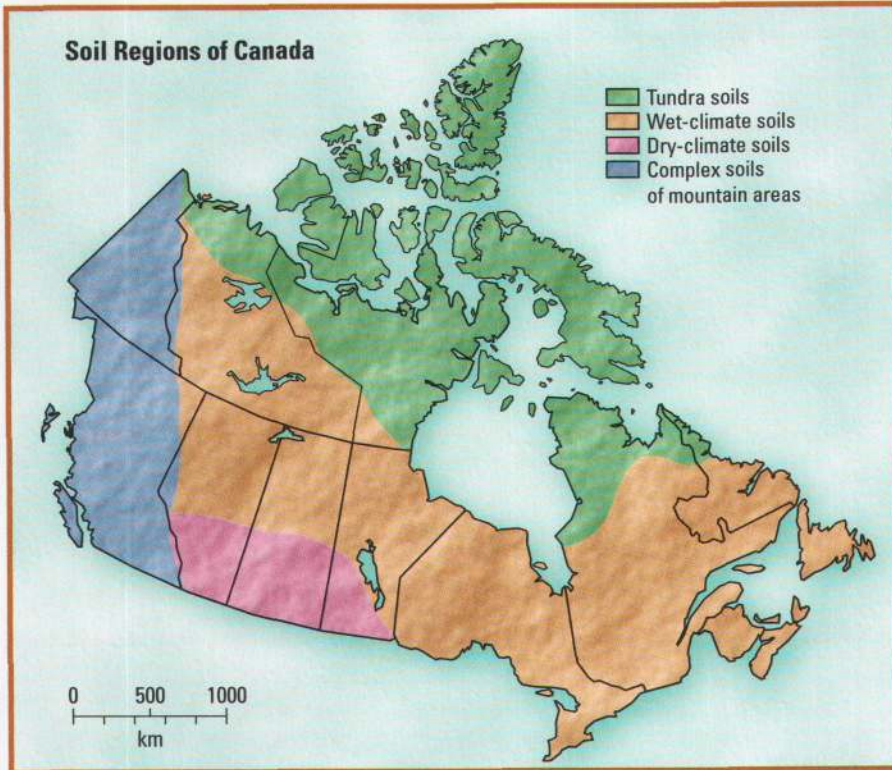 Soil Regions of Canada
Tundra soils
Wet-climate soils
Dry-climate soils
Complex soils
of mountain areas
0 500 1000
km